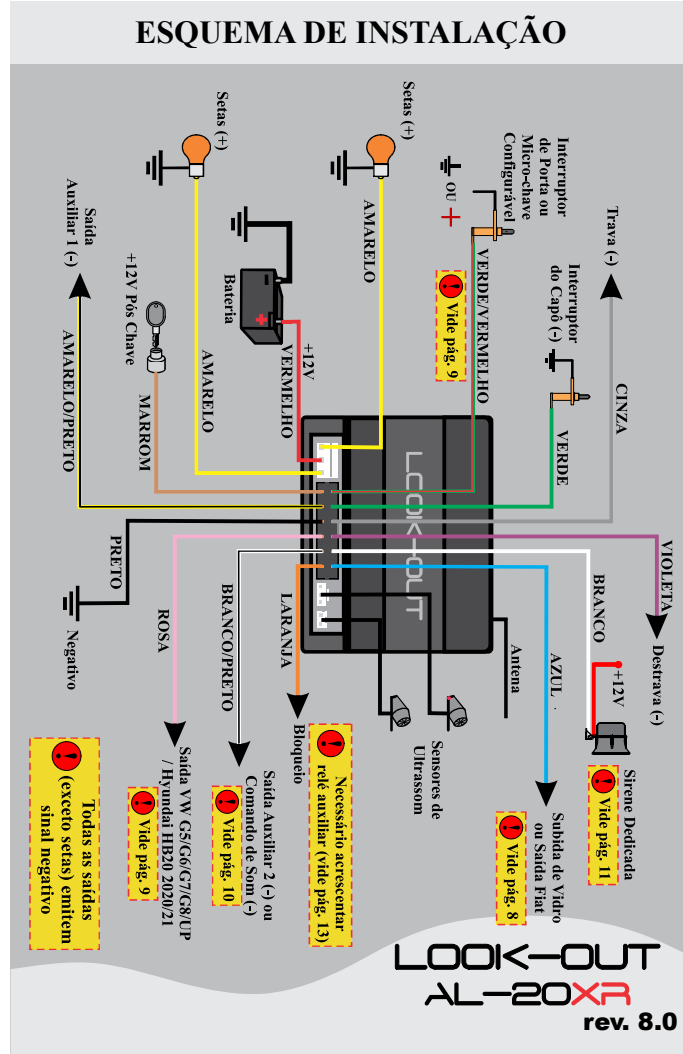 ESQUEMA DE INSTALAÇÃO
Setas (+)
Setas (+)
Interruptor
de Porta ou
Micro-chave
Configurável
OU
Trava (-)
Interruptor
do Capô (-)
Saída
Auxiliar 1 (-)
+12V Pós Chave
Bateria
+12V
VERMELHO
AMARELO
AMARELO
VERDE/VERMELHO
Vide pág. 9
CINZA
VERDE
AMARELO/PRETO
MARROM
LOOK-OUT
PRETO
Negativo
ROSA
BRANCO/PRETO
LARANJA
VIOLETA
BRANCO
AZUL
Antena
Destrava (-)
+12V
Sirene Dedicada
Vide pág. 11
Sensores de
Ultrassom
Subida de Vidro
ou Saída Fiat
Vide pág. 8
Bloqueio
Necessário acrescentar
relé auxiliar (vide pág. 13)
Saída Auxiliar 2 (-) ou
Comando de Som (-)
Vide pág. 10
Saída VW G5/G6/G7/G8/UP
/ Hyundai HB20 2020/21
Vide pág. 9
Todas as saídas
(exceto setas) emitem
sinal negativo
LOOK-OUT
AL-20XR
rev. 8.0